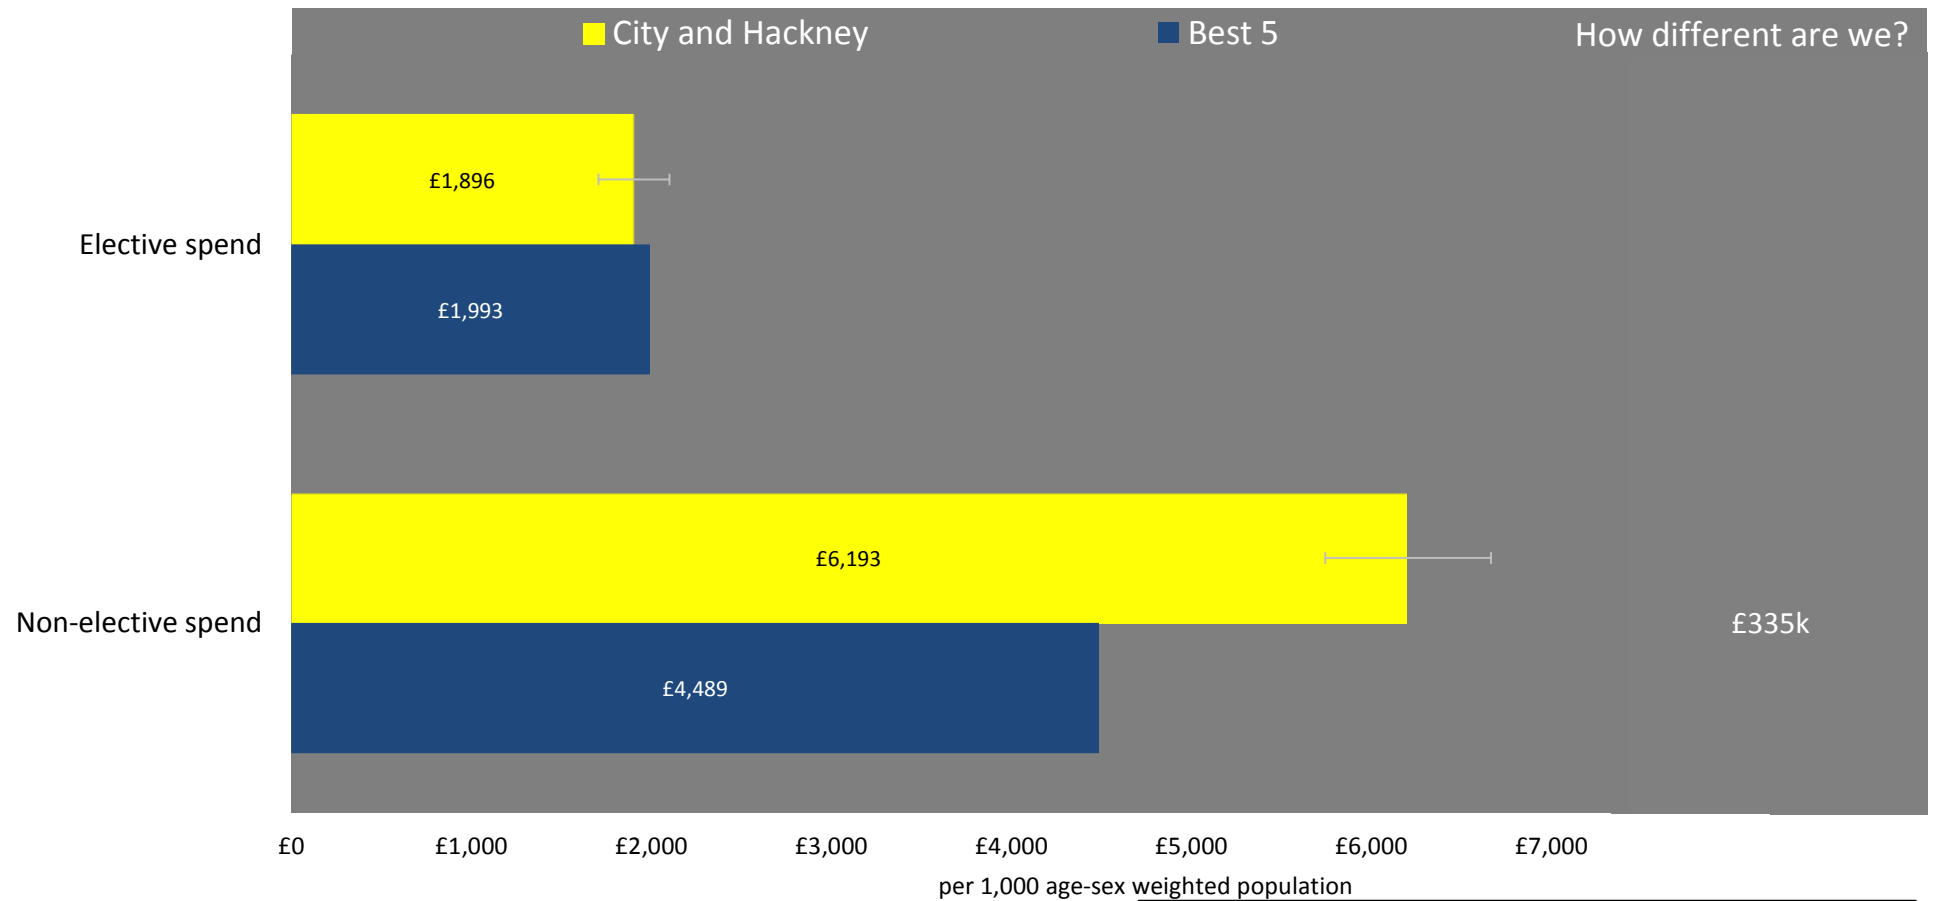 City and Hackney
Best 5
How different are we?
£1,896
Elective spend
£1,993
£6,193
Non-elective spend
£335k
£4,489
£0 £1,000 £2,000 £3,000 £4,000 £5,000 £6,000 £7,000
per 1,000 age-sex weighted population